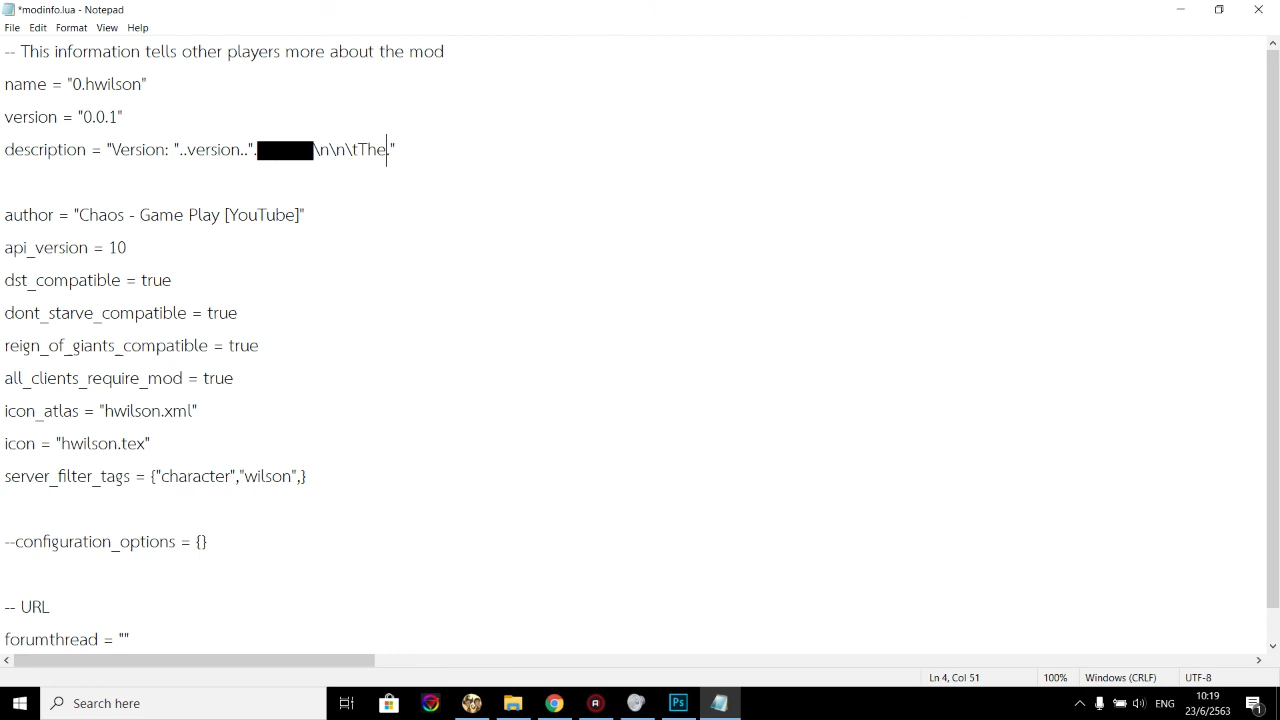 *modinfo.lua - Notepad
File Edit Format View Help
-- This information tells other players more about the mod
name = "0.hwilson"
version = "0.0.1"
description = "Version: "..version..". \n\n\tThe."
author = "Chaos - Game Play [YouTube]"
api_version = 10
dst_compatible = true
dont_starve_compatible = true
reign_of_giants_compatible = true
all_clients_require_mod = true
icon_atlas = "hwilson.xml"
icon = "hwilson.tex"
server_filter_tags = {"character","wilson",}
--configuration_options = {}
-- URL
forumthread = ""
Ln 4, Col 51 100% Windows (CRLF) UTF-8
Search here Ps ENG 10:19 23/6/2563 1